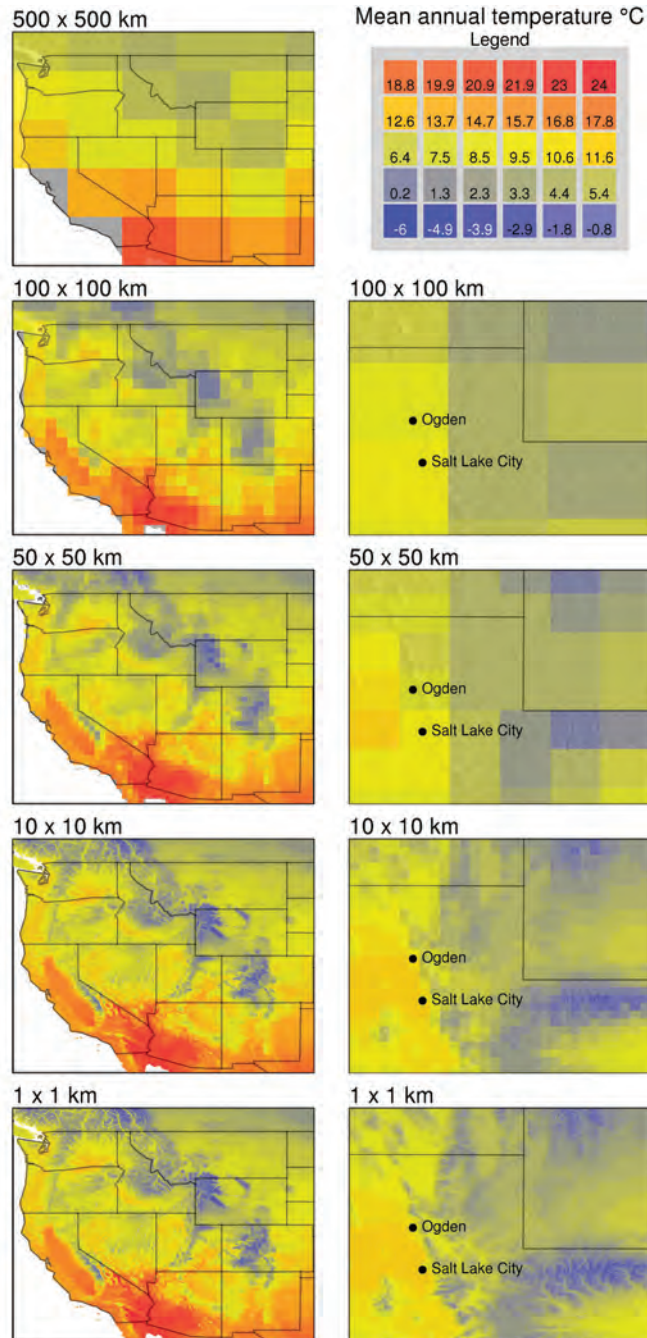 500 x 500 km
Mean annual temperature °C
Legend
18.8 19.9 20.9 21.9 23 24
12.6 13.7 14.7 15.7 16.8 17.8
6.4 7.5 8.5 9.5 10.6 11.6
0.2 1.3 2.3 3.3 4.4 5.4
-6 -4.9 -3.9 -2.9 -1.8 -0.8
100 x 100 km
100 x 100 km
Ogden
Salt Lake City
50 x 50 km
50 x 50 km
Ogden
Salt Lake City
10 x 10 km
10 x 10 km
Ogden
Salt Lake City
1 x 1 km
1 x 1 km
Ogden
Salt Lake City